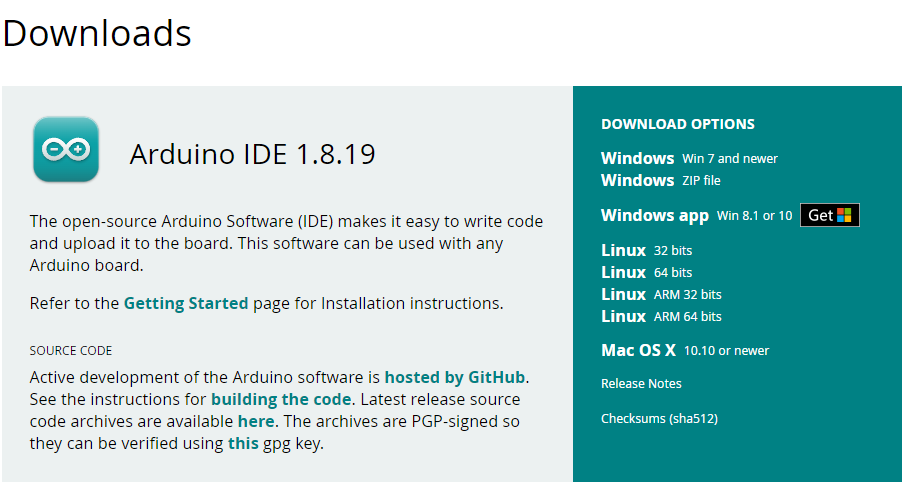 Downloads
Arduino IDE 1.8.19
The open-source Arduino Software (IDE) makes it easy to write code
and upload it to the board. This software can be used with any
Arduino board.
Refer to the Getting Started page for Installation instructions.
SOURCE CODE
Active development of the Arduino software is hosted by GitHub.
See the instructions for building the code. Latest release source
code archives are available here. The archives are PGP-signed so
they can be verified using this gpg key.
DOWNLOAD OPTIONS
Windows Win 7 and newer
Windows ZIP file
Windows app Win 8.1 or 10 Get
Linux 32 bits
Linux 64 bits
Linux ARM 32 bits
Linux ARM 64 bits
Mac OS X 10.10 or newer
Release Notes
Checksums (sha512)